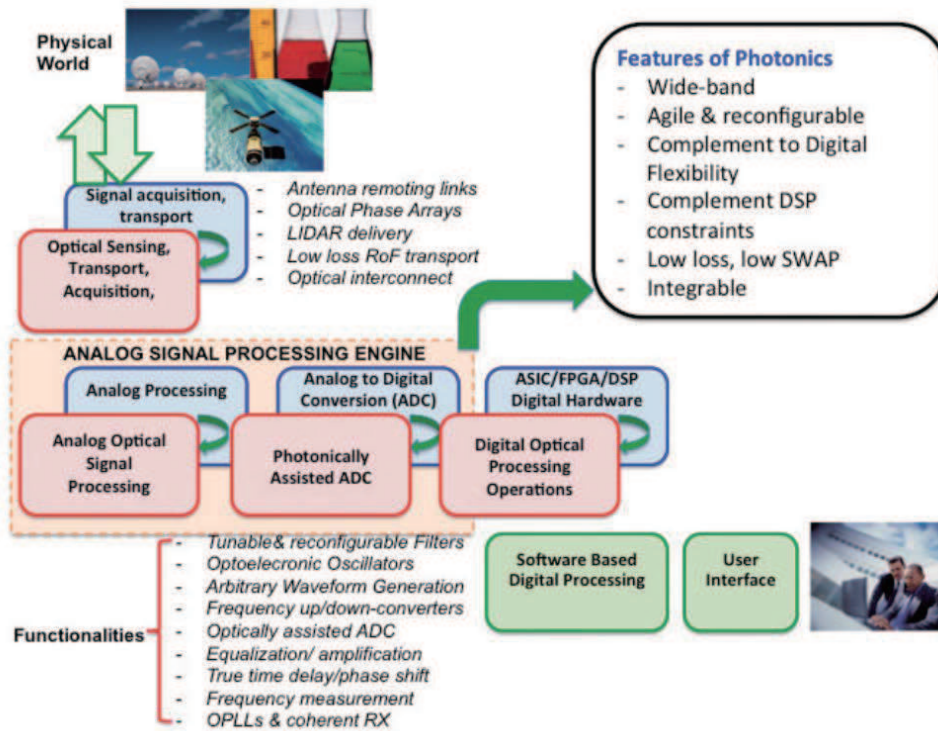 Physical
World
Signal acquisition,
transport
Optical Sensing,
Transport,
Acquisition,
- Antenna remoting links
- Optical Phase Arrays
- LIDAR delivery
- Low loss RoF transport
- Optical interconnect
Features of Photonics
- Wide-band
- Agile & reconfigurable
- Complement to Digital
Flexibility
- Complement DSP
constraints
- Low loss, low SWAP
- Integrable
ANALOG SIGNAL PROCESSING ENGINE
Analog Processing
Analog Optical
Signal
Processing
Analog to Digital
Conversion (ADC)
Photonically
Assisted ADC
ASIC/FPGA/DSP
Digital Hardware
Digital Optical
Processing
Operations
Functionalities
- Tunable& reconfigurable Filters
- Optoelecronic Oscillators
- Arbitrary Waveform Generation
- Frequency up/down-converters
- Optically assisted ADC
- Equalization/ amplification
- True time delay/phase shift
- Frequency measurement
- OPLLs & coherent RX
Software Based
Digital Processing
User
Interface